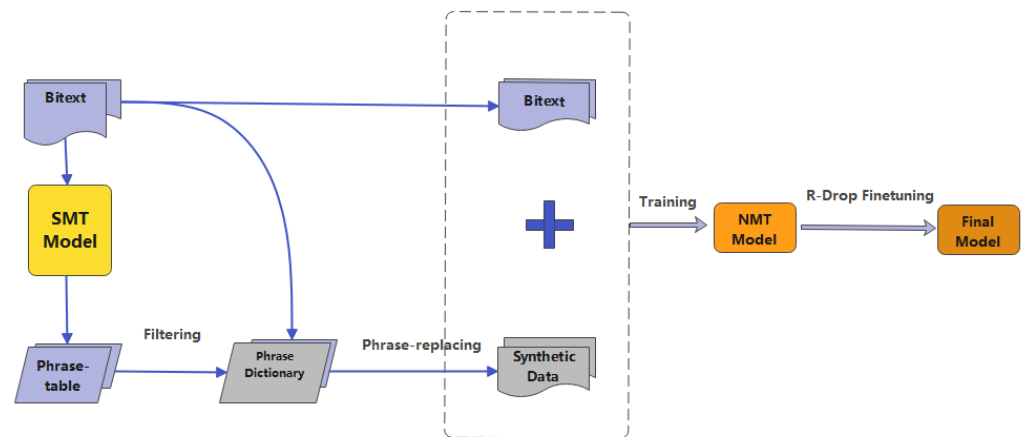 Bitext
Bitext
SMT
Model
Training
R-Drop Finetuning
NMT
Model
Final
Model
Filtering
Phrase-replacing
Phrase-
table
Phrase
Dictionary
Synthetic
Data